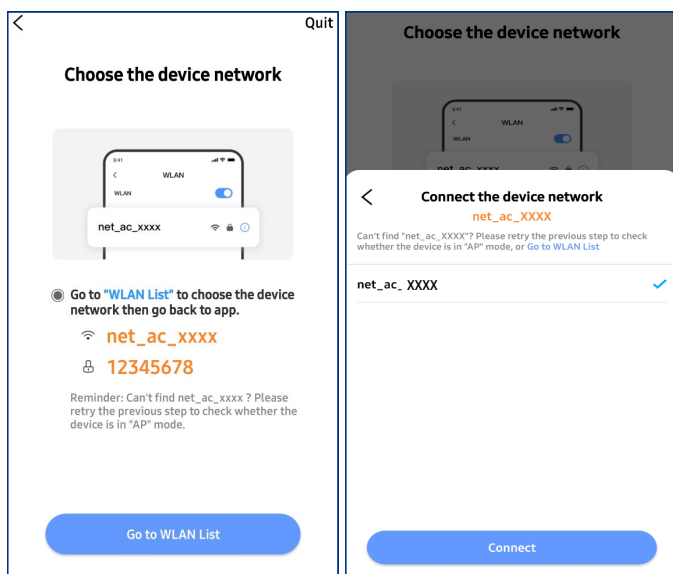 Quit
Choose the device network
9:41
WLAN
WLAN
net_ac_xxxx
Go to "WLAN List" to choose the device
network then go back to app.
net_ac_xxxx
12345678
Reminder: Can't find net_ac_xxxx ? Please
retry the previous step to check whether the
device is in "AP" mode.
Go to WLAN List
Choose the device network
9:41
WLAN
WLAN
net_ac_xxxx
Connect the device network
net_ac_XXXX
Can't find "net_ac_XXXX"? Please retry the previous step to check
whether the device is in "AP" mode, or Go to WLAN List
net_ac_ XXXX
Connect